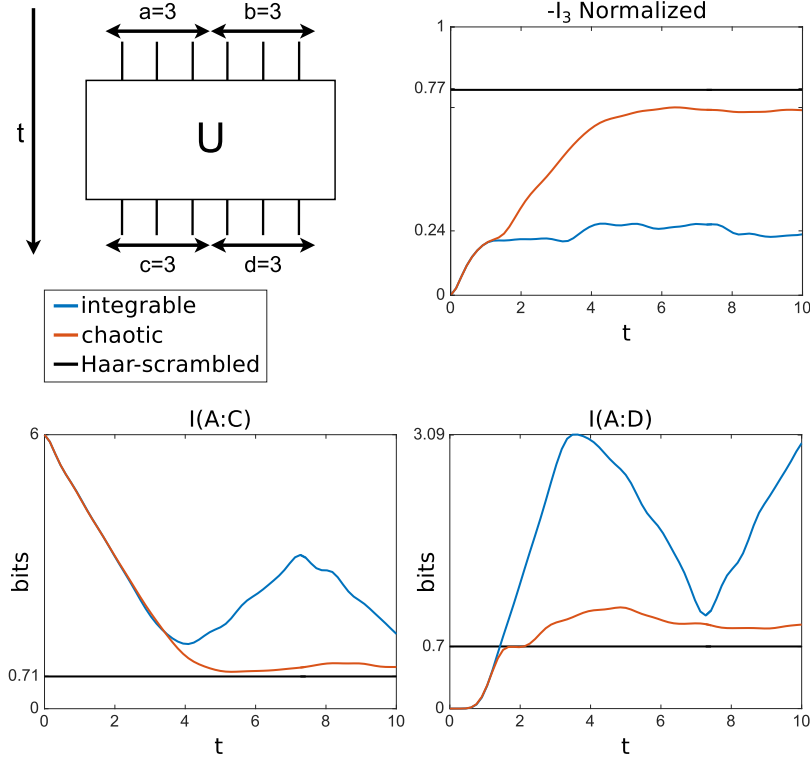 a=3 b=3
t
U
c=3 d=3
integrable
chaotic
Haar-scrambled
-I₃ Normalized
1
0.77
0.24
0
0 2 4 6 8 10
t
I(A:C)
6
bits
0.71
0
0 2 4 6 8 10
t
I(A:D)
3.09
bits
0.7
0
0 2 4 6 8 10
t